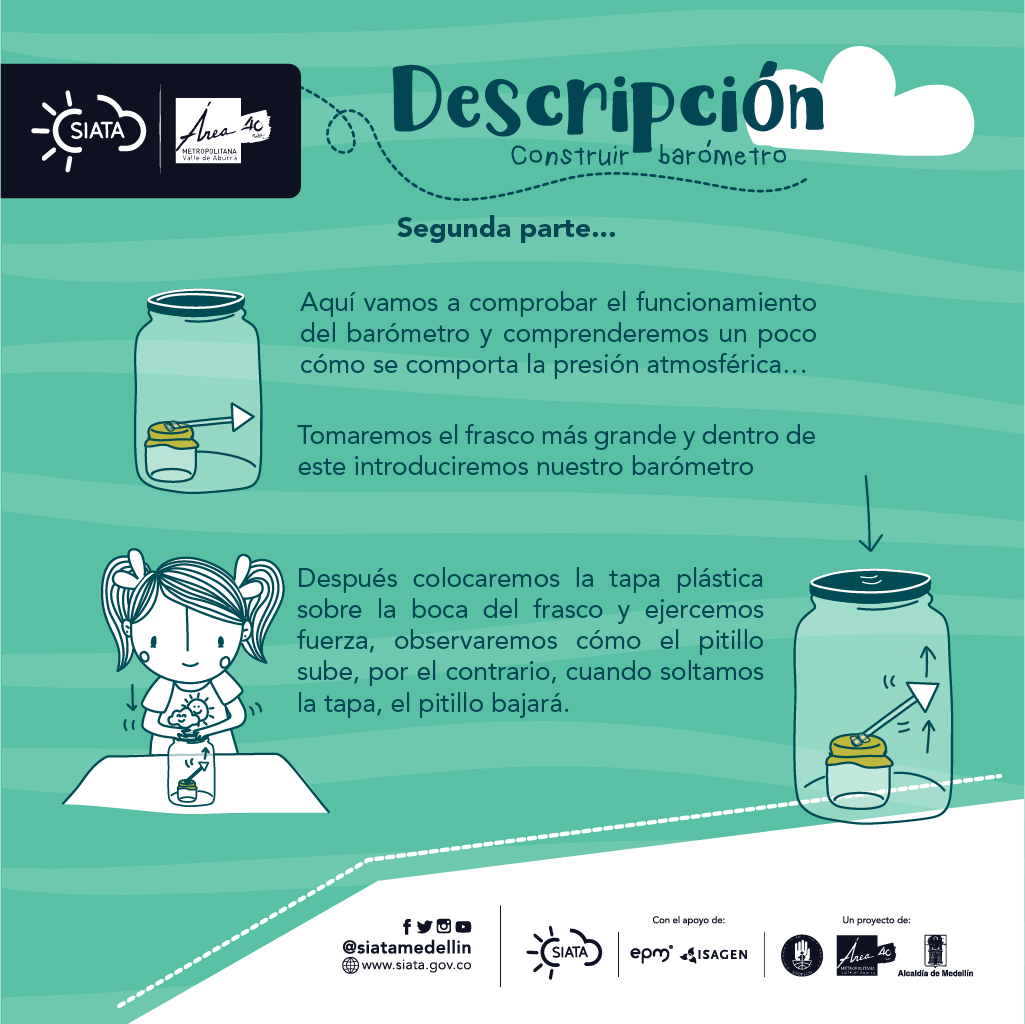 SIATA
Área 40
METROPOLITANA
Valle de Aburrá
Descripción
Construir barómetro
Segunda parte...
Aquí vamos a comprobar el funcionamiento
del barómetro y comprenderemos un poco
cómo se comporta la presión atmosférica...
Tomaremos el frasco más grande y dentro de
este introduciremos nuestro barómetro
Después colocaremos la tapa plástica
sobre la boca del frasco y ejercemos
fuerza, observaremos cómo el pitillo
sube, por el contrario, cuando soltamos
la tapa, el pitillo bajará.
@siatamedellin
www.siata.gov.co
SIATA
Con el apoyo de:
epm
ISAGEN
Un proyecto de:
Área 40
METROPOLITANA
Valle de Aburrá
Alcaldía de Medellín